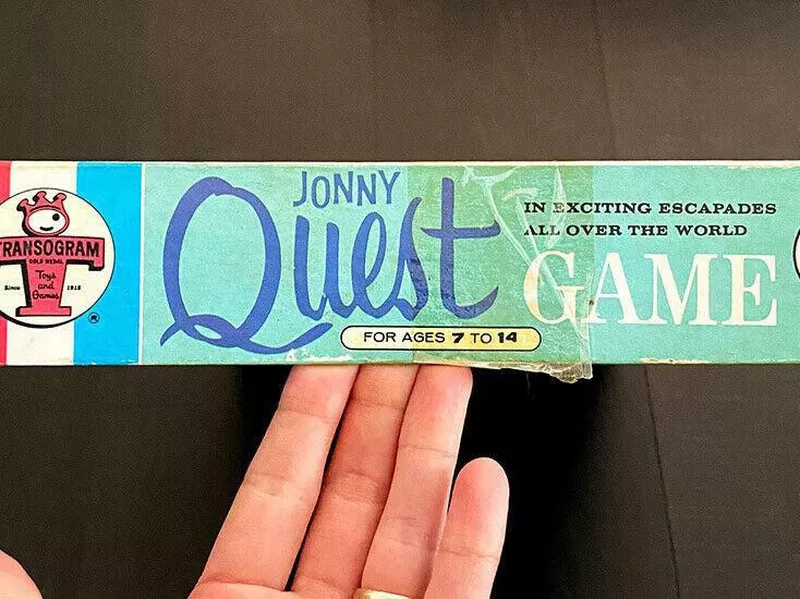 TRANSOGRAM
GOLD MEDAL
Toys
and
Games
Since 1915
®
JONNY
Quest
FOR AGES 7 TO 14
IN EXCITING ESCAPADES
ALL OVER THE WORLD
GAME